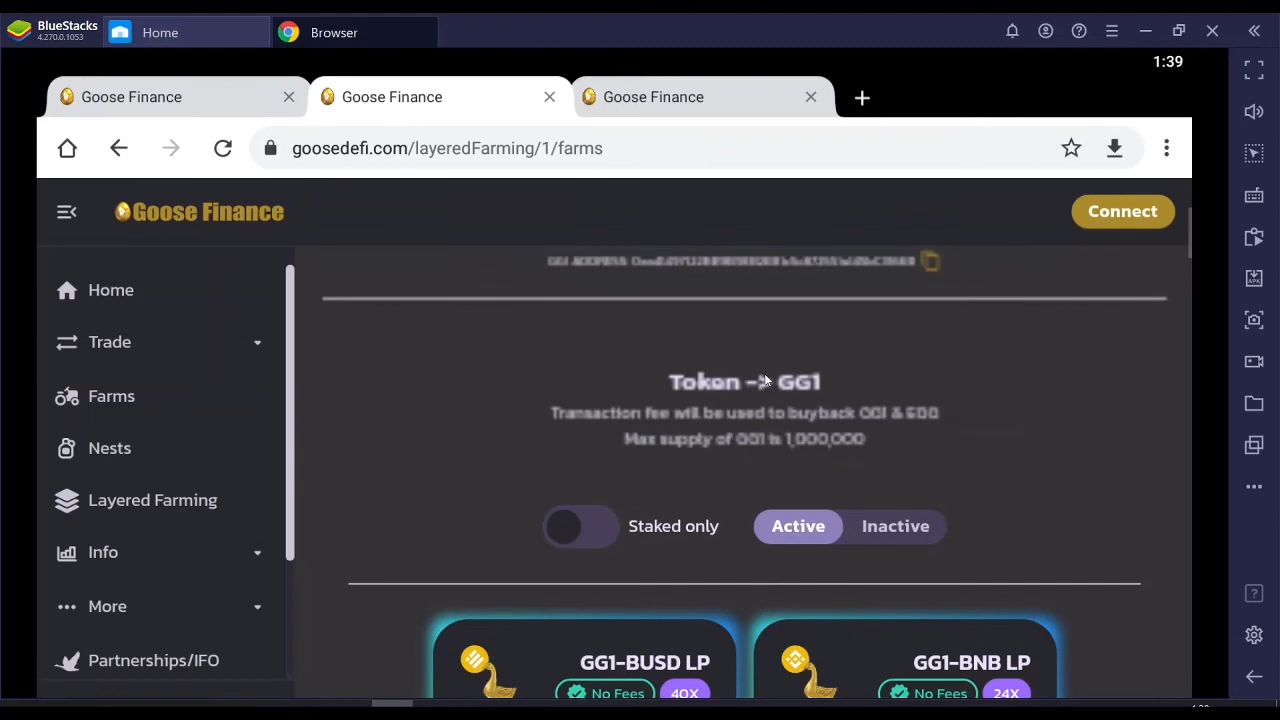 BlueStacks
4.270.0.1053
Home
Browser
1:39
Goose Finance
Goose Finance
Goose Finance
goosedefi.com/layeredFarming/1/farms
Goose Finance
Connect
GG1 ADDRESS:
Home
Trade
Farms
Nests
Layered Farming
Info
More
Partnerships/IFO
Token -> GG1
Transaction fee will be used to buyback GG1 & EGG
Max supply of GG1 is 1,000,000
Staked only
Active
Inactive
GG1-BUSD LP
No Fees
40X
GG1-BNB LP
No Fees
24X